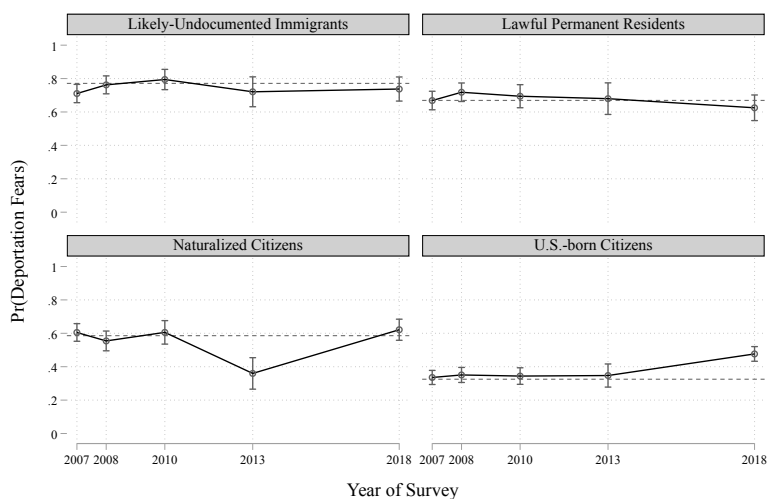 Likely-Undocumented Immigrants
Lawful Permanent Residents
1
.8
.6
.4
.2
0
Naturalized Citizens
U.S.-born Citizens
1
.8
.6
.4
.2
0
2007 2008 2010 2013 2018
2007 2008 2010 2013 2018
Pr(Deportation Fears)
Year of Survey